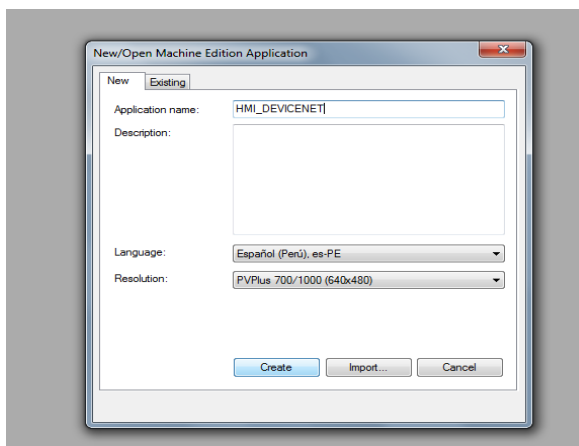 New/Open Machine Edition Application
New Existing
Application name: HMI_DEVICENET
Description:
Language: Español (Perú), es-PE
Resolution: PVPlus 700/1000 (640x480)
Create Import... Cancel